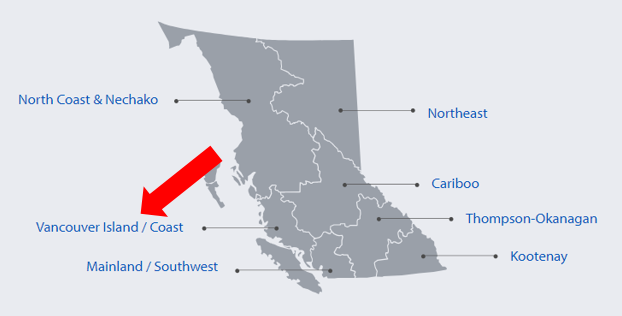 North Coast & Nechako
Northeast
Cariboo
Thompson-Okanagan
Vancouver Island / Coast
Kootenay
Mainland / Southwest